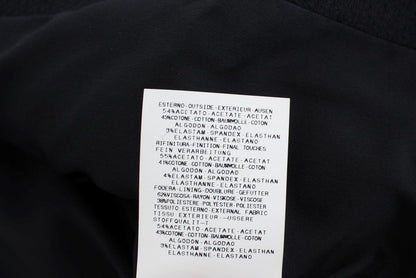 ESTERNO-OUTSIDE-EXTERIEUR-AUSEN
54%ACETATO-ACETATE-ACETAT
43%COTONE-COTTON-BAUMWOLLE-COTON
ALGODON-ALGODAO
3%ELASTAM-SPANDEX-ELASTHAN
ELASTHANNE-ELASTANO
RIFINITURA-FINITION-FINAL TOUCHES
FEIN VERARBEITUNG
55%ACETATO-ACETATE-ACETAT
41%COTONE-COTTON-BAUMWOLLE-COTON
ALGODON-ALGODAO
4%ELASTAM-SPANDEX-ELASTHAN
ELASTHANNE-ELASTANO
FODERA-LINING-DOUBLURE-GEFUTTER
62%VISCOSA-RAYON-VISKOSE-VISCOSE
38%POLIESTERE-POLYESTER-POLIESTER
TESSUTO ESTERNO-EXTERNAL FABRIC
TISSU EXTERIEUR--USSERE
STOFFQUALIT-T
54%ACETATO-ACETATE-ACETAT
43%COTONE-COTTON-BAUMWOLLE-COTON
ALGODON-ALGODAO
3%ELASTAM-SPANDEX-ELASTHAN
ELASTHANNE-ELASTANO